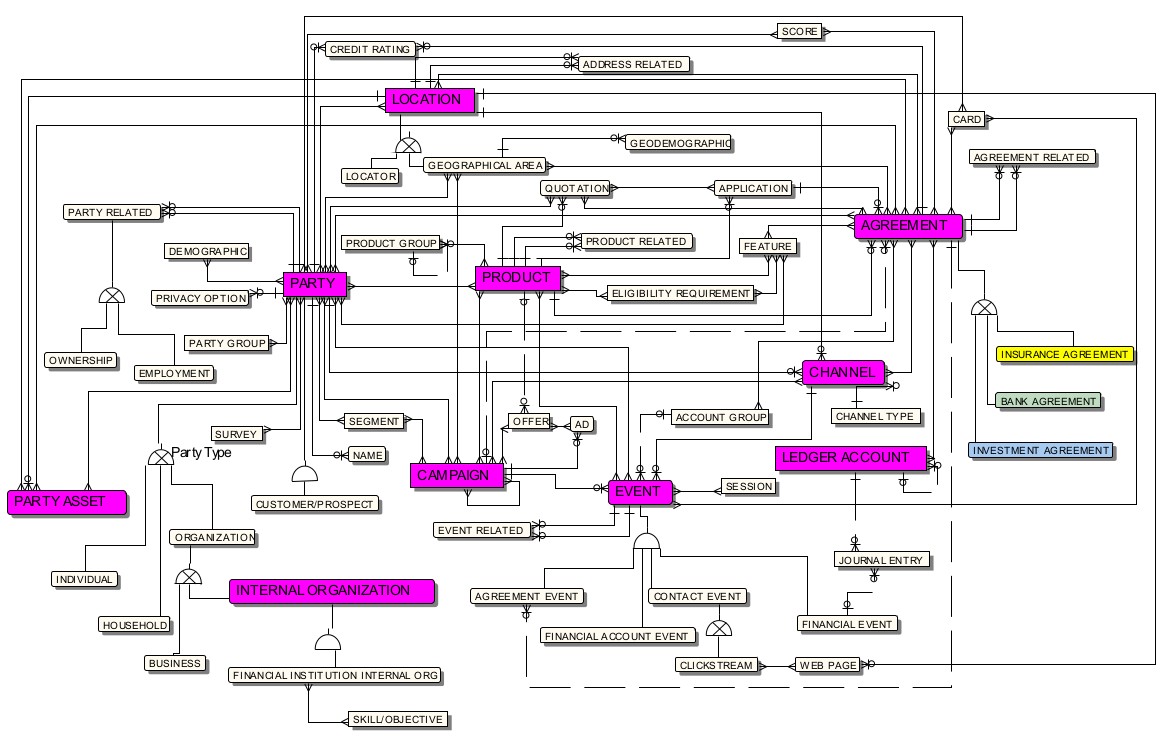 SCORE
CREDIT RATING
ADDRESS RELATED
LOCATION
CARD
GEODEMOGRAPHIC
AGREEMENT RELATED
GEOGRAPHICAL AREA
LOCATOR
QUOTATION
APPLICATION
PARTY RELATED
AGREEMENT
PRODUCT GROUP
PRODUCT RELATED
FEATURE
DEMOGRAPHIC
PARTY
PRODUCT
PRIVACY OPTION
ELIGIBILITY REQUIREMENT
PARTY GROUP
OWNERSHIP
EMPLOYMENT
INSURANCE AGREEMENT
CHANNEL
BANK AGREEMENT
ACCOUNT GROUP
CHANNEL TYPE
SEGMENT
OFFER
AD
SURVEY
Party Type
NAME
LEDGER ACCOUNT
INVESTMENT AGREEMENT
CAMPAIGN
EVENT
SESSION
PARTY ASSET
CUSTOMER/PROSPECT
EVENT RELATED
ORGANIZATION
JOURNAL ENTRY
INDIVIDUAL
INTERNAL ORGANIZATION
AGREEMENT EVENT
CONTACT EVENT
HOUSEHOLD
FINANCIAL EVENT
FINANCIAL ACCOUNT EVENT
BUSINESS
CLICKSTREAM
WEB PAGE
FINANCIAL INSTITUTION INTERNAL ORG
SKILL/OBJECTIVE